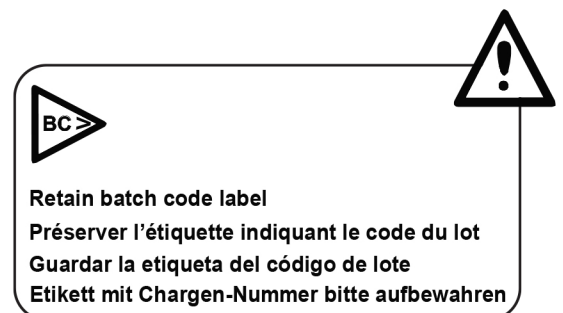 BC >
Retain batch code label
Préserver l’étiquette indiquant le code du lot
Guardar la etiqueta del código de lote
Etikett mit Chargen-Nummer bitte aufbewahren